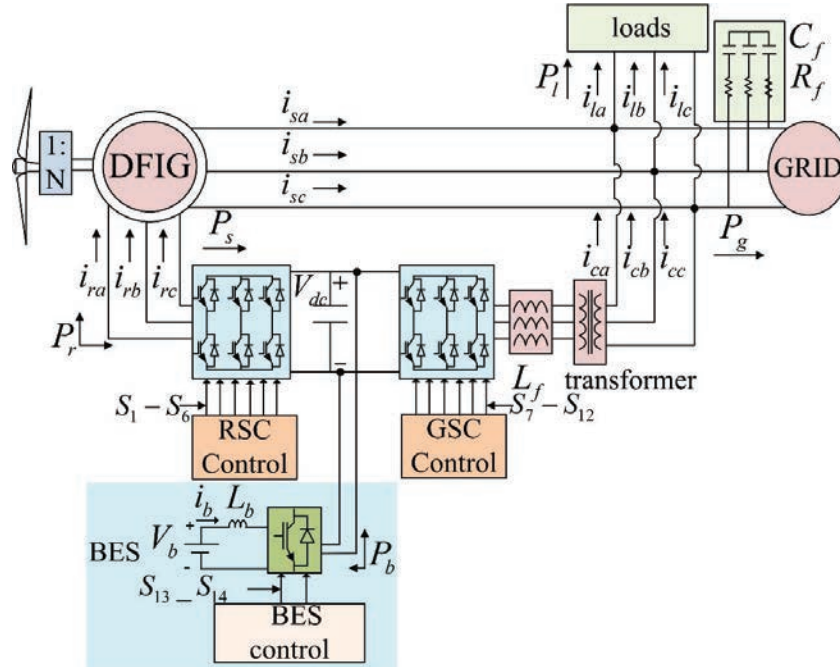 loads
C_f
R_f
P_l
i_la
i_lb
i_lc
i_sa
1:
N
DFIG
i_sb
GRID
i_sc
P_s
P_g
i_ra
i_rb
i_rc
i_ca
i_cb
i_cc
V_dc
+
−
P_r
L_f
transformer
S_1 − S_6
S_7 − S_12
RSC
Control
GSC
Control
i_b
L_b
BES
V_b
+
-
P_b
S_13 _ S_14
BES
control